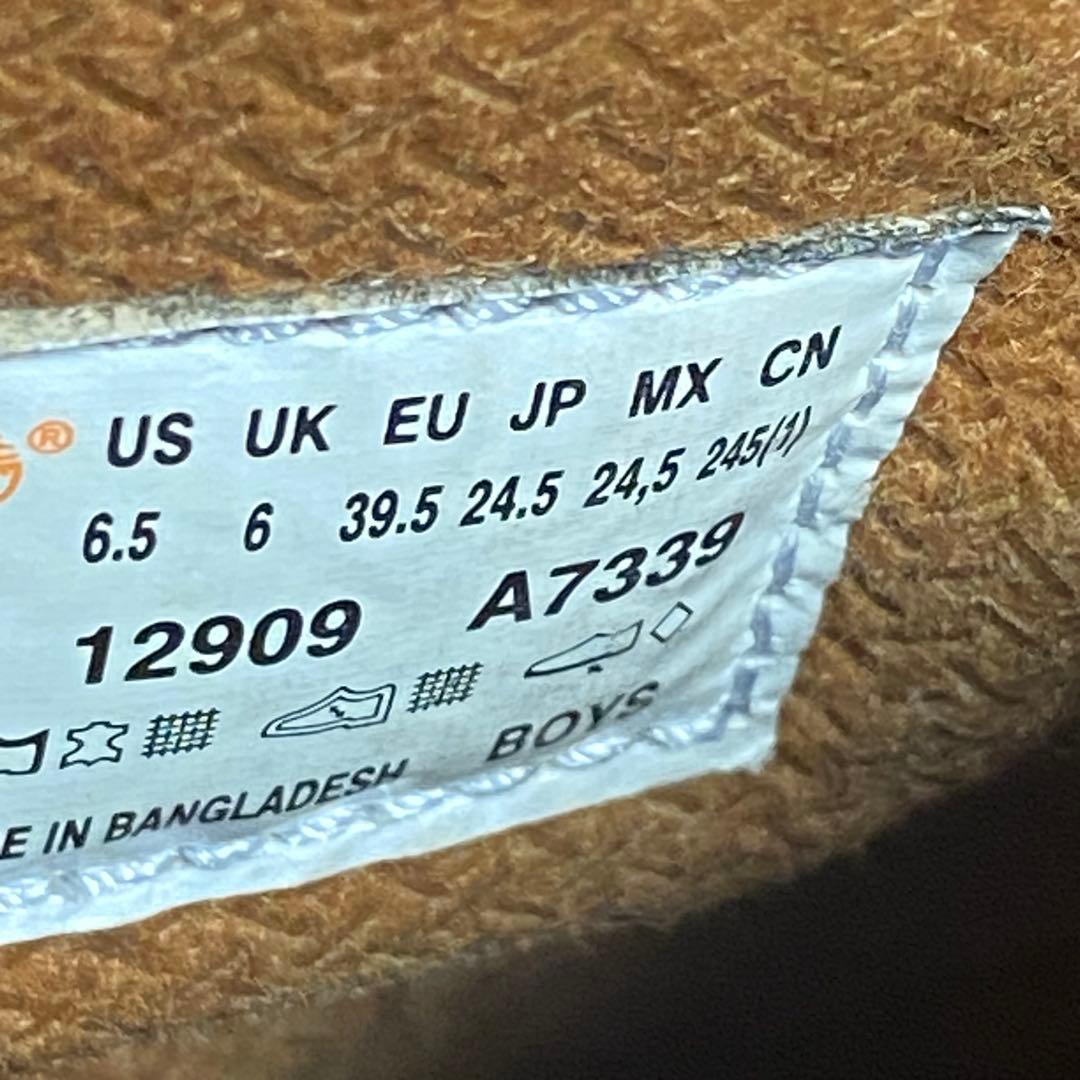 ® US UK EU JP MX CN
6.5 6 39.5 24.5 24,5 245(1)
12909 A7339
E IN BANGLADESH BOYS